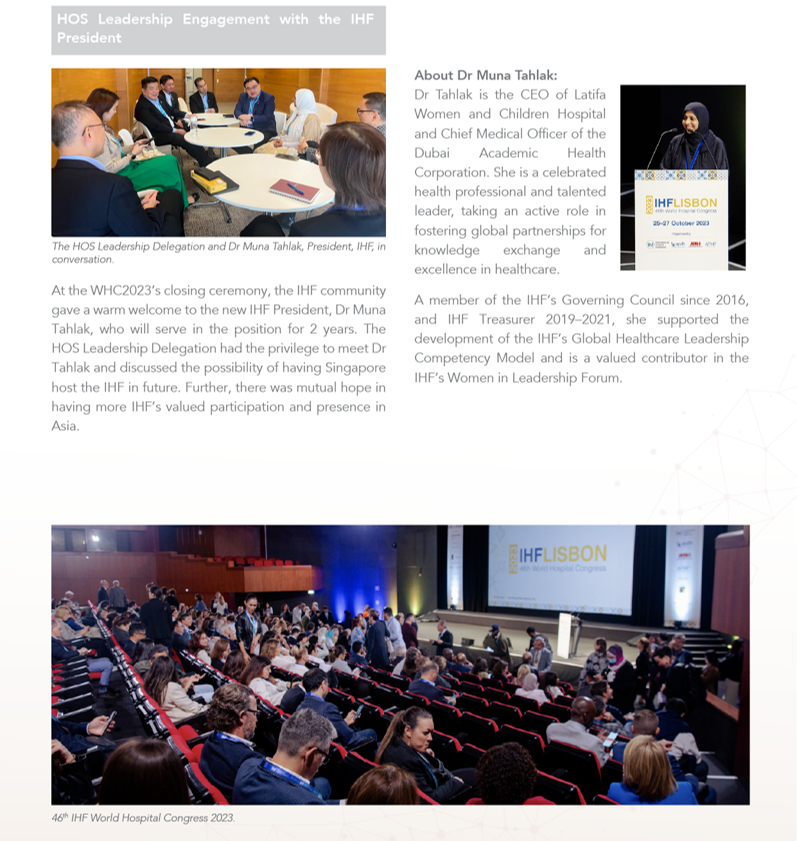 HOS Leadership Engagement with the IHF
President
The HOS Leadership Delegation and Dr Muna Tahlak, President, IHF, in
conversation.
At the WHC2023's closing ceremony, the IHF community
gave a warm welcome to the new IHF President, Dr Muna
Tahlak, who will serve in the position for 2 years. The
HOS Leadership Delegation had the privilege to meet Dr
Tahlak and discussed the possibility of having Singapore
host the IHF in future. Further, there was mutual hope in
having more IHF's valued participation and presence in
Asia.
About Dr Muna Tahlak:
Dr Tahlak is the CEO of Latifa
Women and Children Hospital
and Chief Medical Officer of the
Dubai Academic Health
Corporation. She is a celebrated
health professional and talented
leader, taking an active role in
fostering global partnerships for
knowledge exchange and
excellence in healthcare.
2023
IHFLISBON
46th World Hospital Congress
25-27 October 2023
A member of the IHF's Governing Council since 2016,
and IHF Treasurer 2019–2021, she supported the
development of the IHF's Global Healthcare Leadership
Competency Model and is a valued contributor in the
IHF's Women in Leadership Forum.
2023
IHFLISBON
46th World Hospital Congress
46th IHF World Hospital Congress 2023.